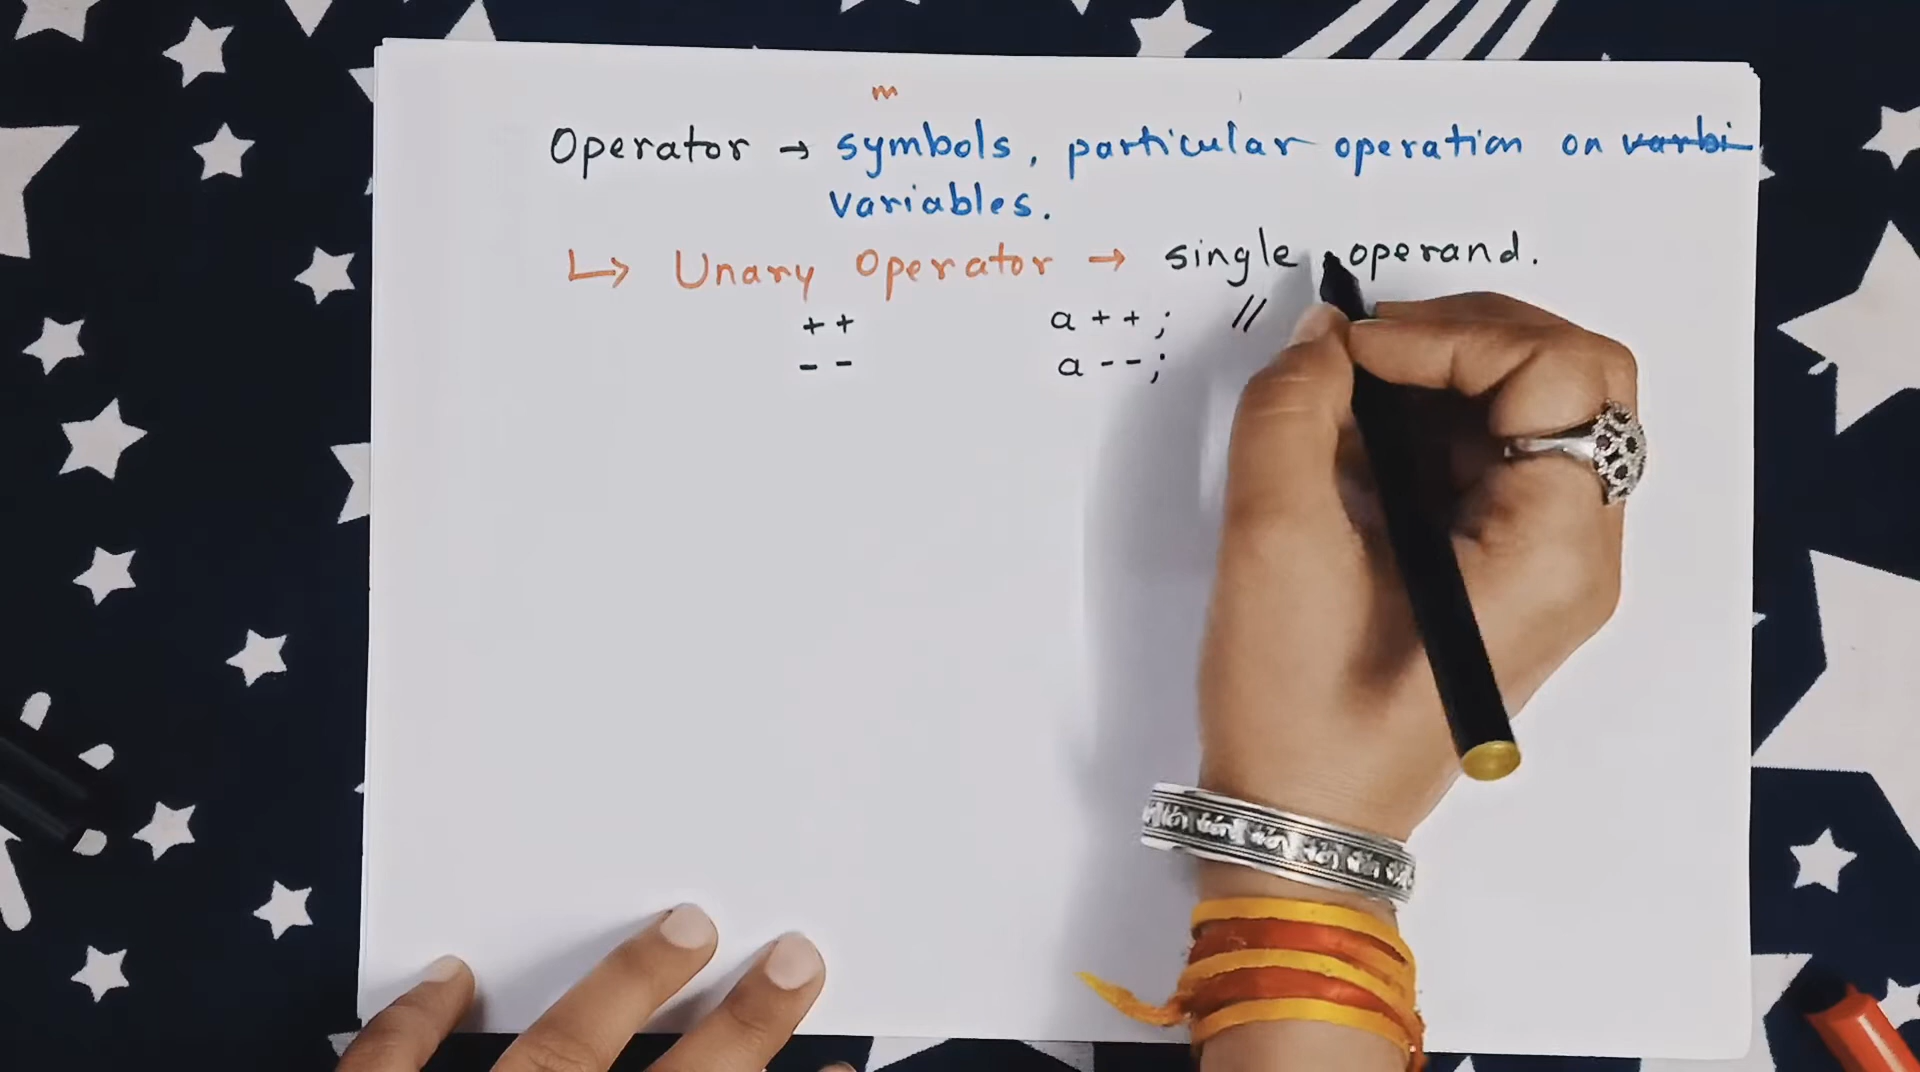 m
Operator → symbols, particular operation on varbi
variables.
↳ Unary Operator → single operand.
++ a++; //
-- a--;